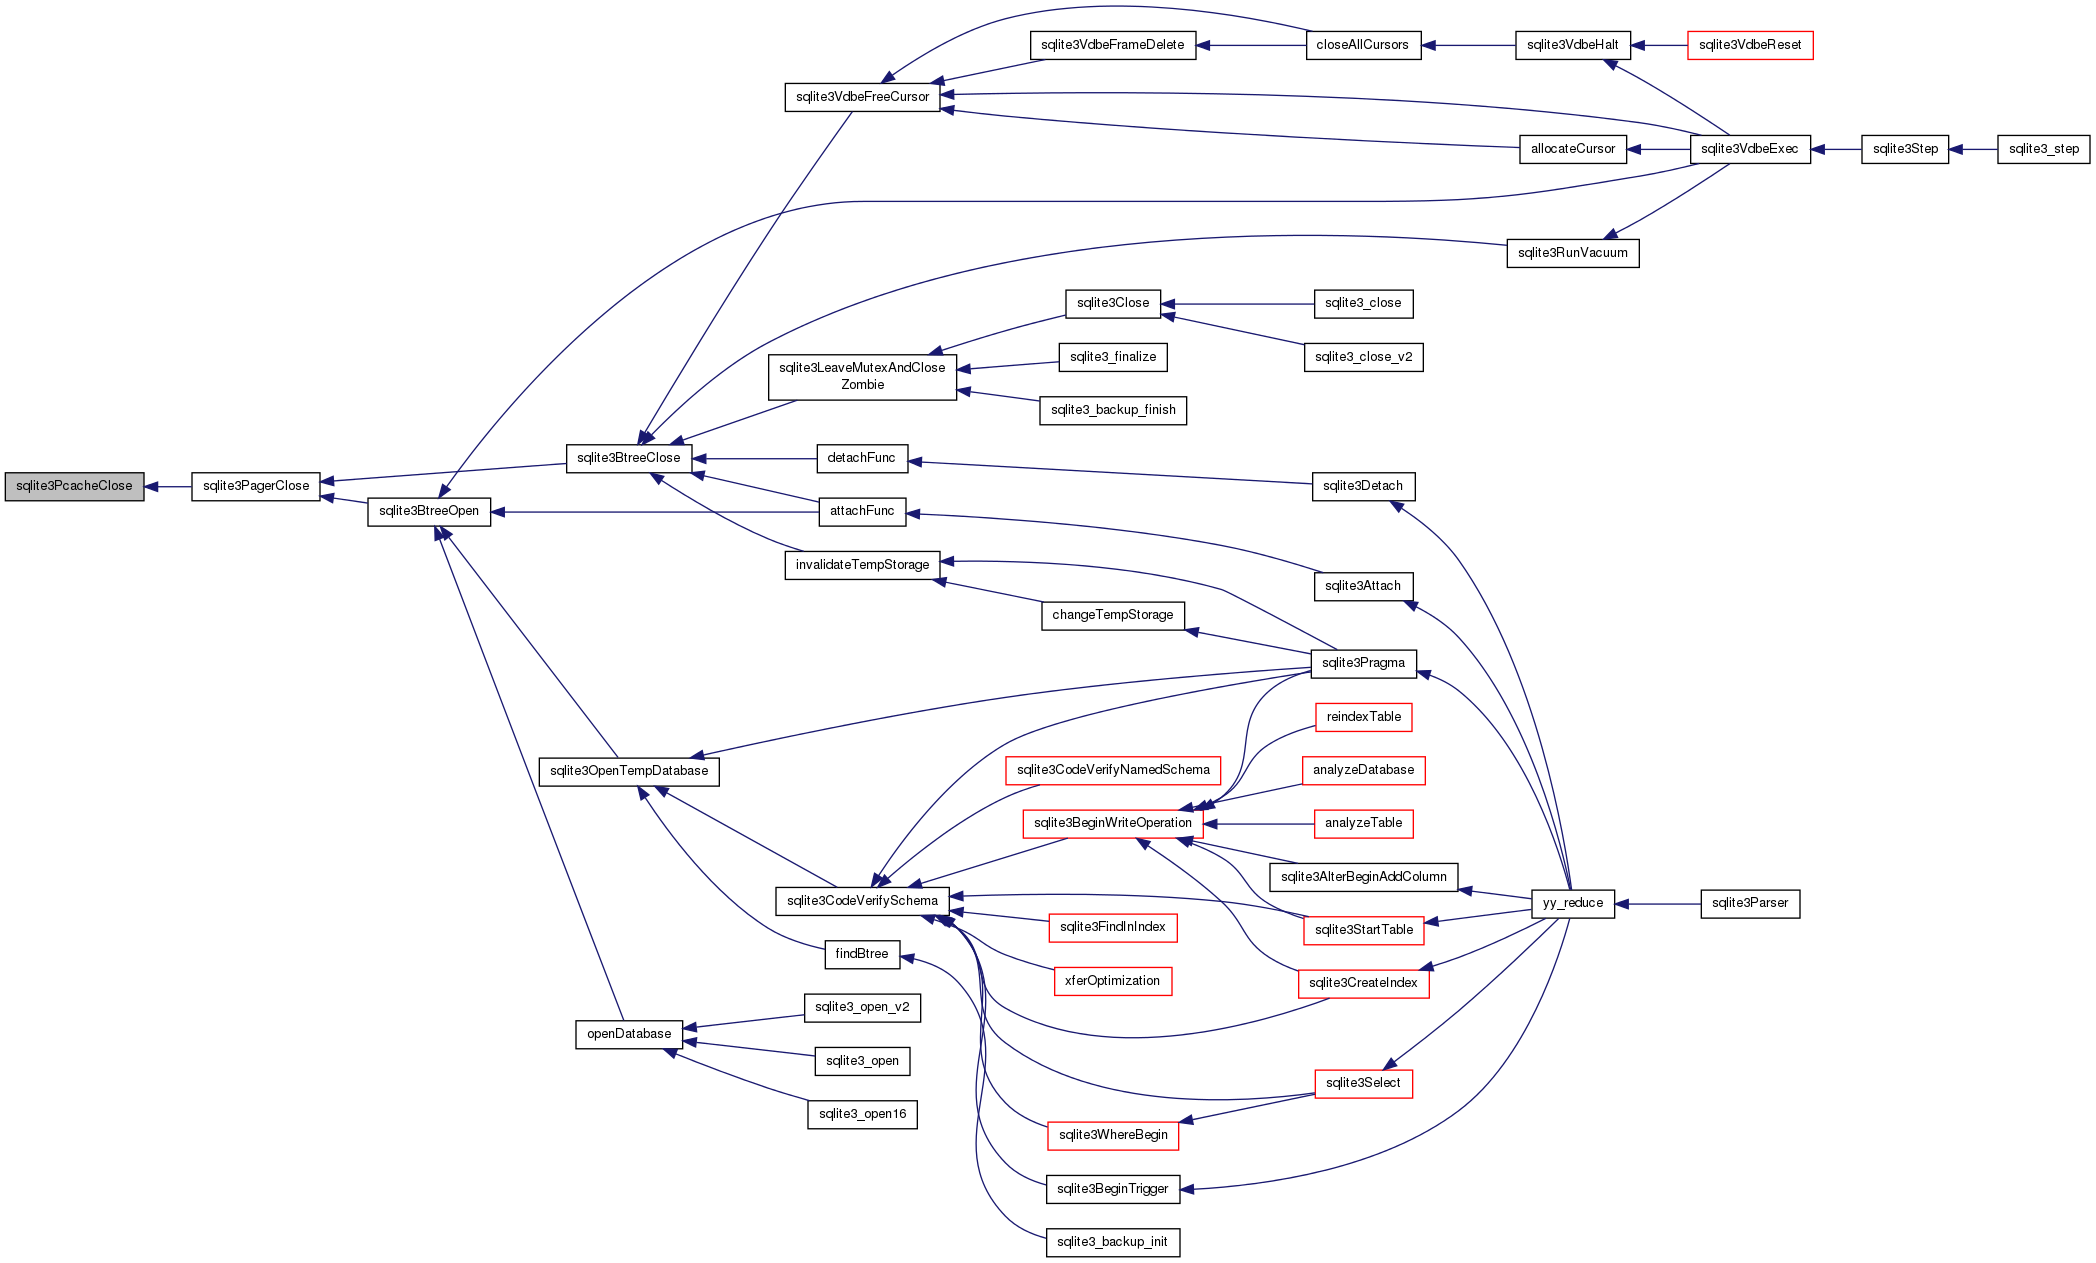 sqlite3VdbeFrameDelete
closeAllCursors
sqlite3VdbeHalt
sqlite3VdbeReset
sqlite3VdbeFreeCursor
allocateCursor
sqlite3VdbeExec
sqlite3Step
sqlite3_step
sqlite3RunVacuum
sqlite3Close
sqlite3_close
sqlite3_finalize
sqlite3_close_v2
sqlite3LeaveMutexAndClose
Zombie
sqlite3_backup_finish
sqlite3BtreeClose
detachFunc
sqlite3PcacheClose
sqlite3PagerClose
sqlite3Detach
sqlite3BtreeOpen
attachFunc
invalidateTempStorage
sqlite3Attach
changeTempStorage
sqlite3Pragma
reindexTable
sqlite3OpenTempDatabase
sqlite3CodeVerifyNamedSchema
analyzeDatabase
sqlite3BeginWriteOperation
analyzeTable
sqlite3AlterBeginAddColumn
sqlite3CodeVerifySchema
yy_reduce
sqlite3Parser
sqlite3FindInIndex
sqlite3StartTable
findBtree
xferOptimization
sqlite3CreateIndex
sqlite3_open_v2
openDatabase
sqlite3_open
sqlite3Select
sqlite3_open16
sqlite3WhereBegin
sqlite3BeginTrigger
sqlite3_backup_init